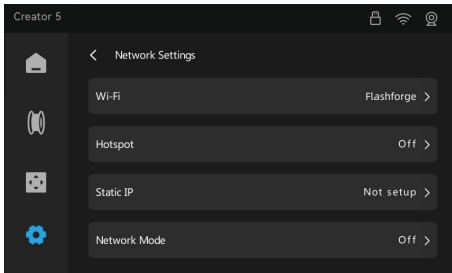 Creator 5
Network Settings
Wi-Fi Flashforge
Hotspot Off
Static IP Not setup
Network Mode Off